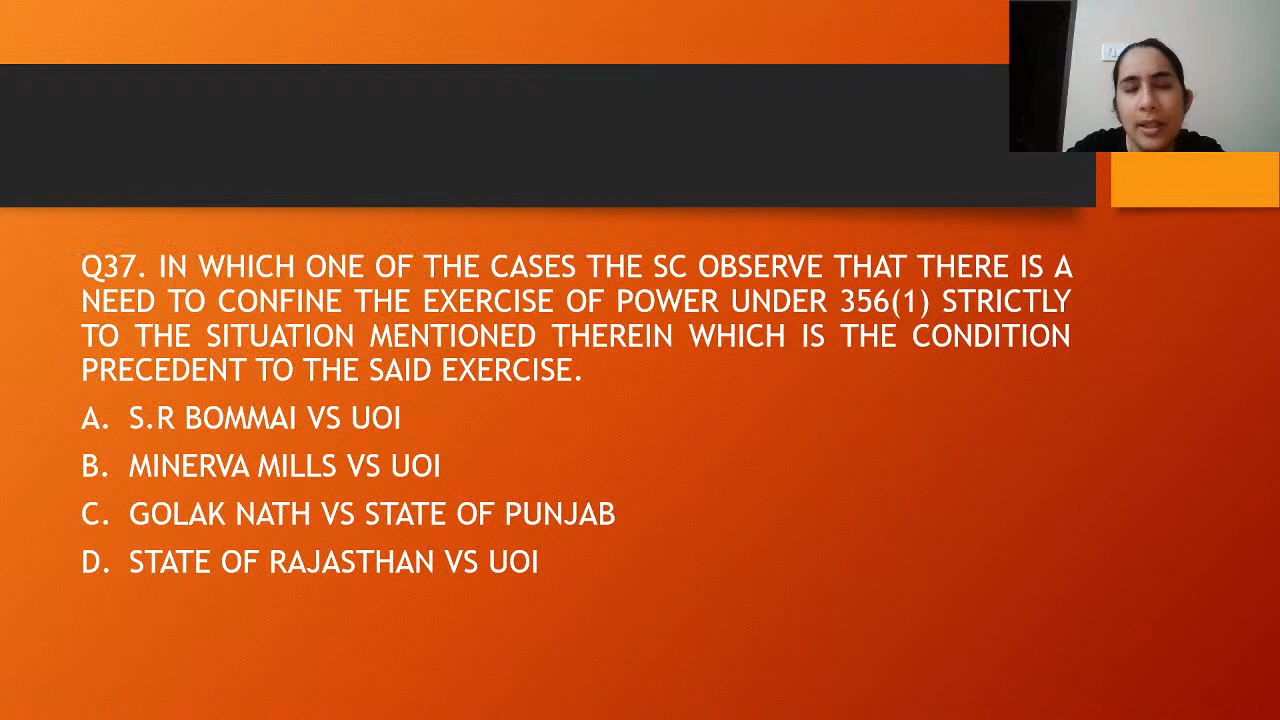 Q37. IN WHICH ONE OF THE CASES THE SC OBSERVE THAT THERE IS A
NEED TO CONFINE THE EXERCISE OF POWER UNDER 356(1) STRICTLY
TO THE SITUATION MENTIONED THEREIN WHICH IS THE CONDITION
PRECEDENT TO THE SAID EXERCISE.
A. S.R BOMMAI VS UOI
B. MINERVA MILLS VS UOI
C. GOLAK NATH VS STATE OF PUNJAB
D. STATE OF RAJASTHAN VS UOI